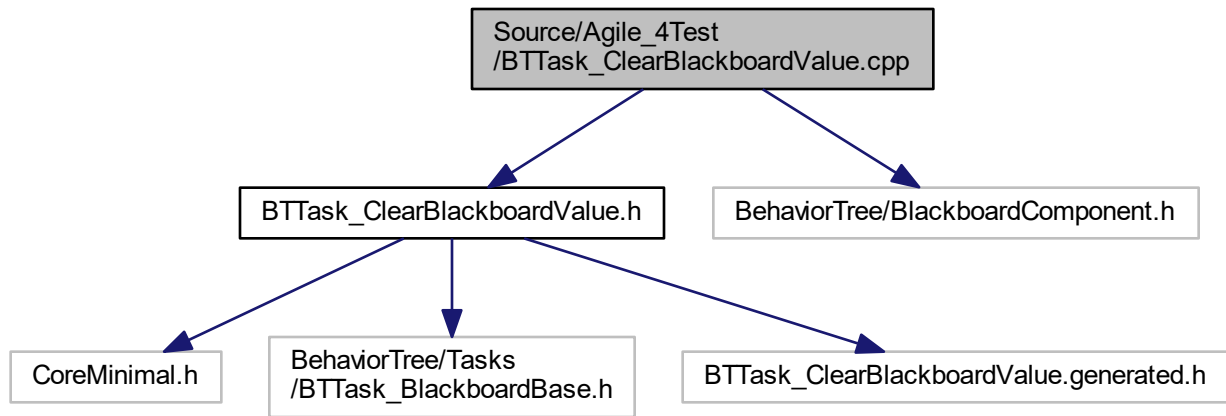 Source/Agile_4Test
/BTTask_ClearBlackboardValue.cpp
BTTask_ClearBlackboardValue.h
BehaviorTree/BlackboardComponent.h
CoreMinimal.h
BehaviorTree/Tasks
/BTTask_BlackboardBase.h
BTTask_ClearBlackboardValue.generated.h